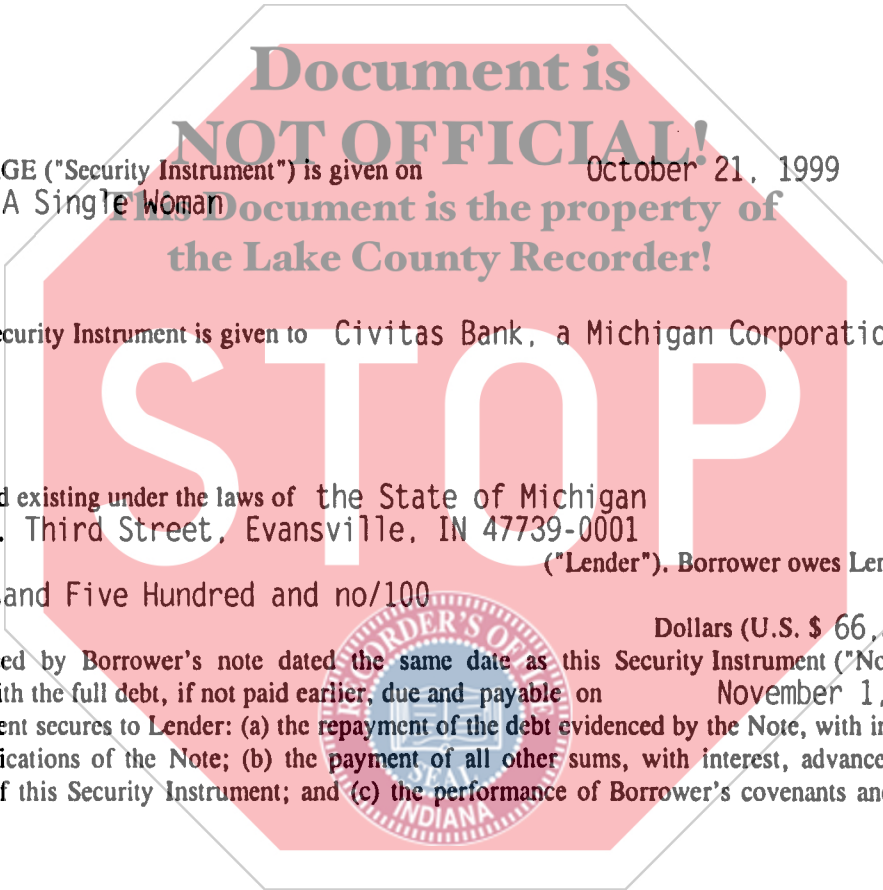 Document is
NOT OFFICIAL!
GE ("Security Instrument") is given on October 21, 1999
A Single Woman
This Document is the property of
the Lake County Recorder!
ecurity Instrument is given to Civitas Bank, a Michigan Corporatio
STOP
d existing under the laws of the State of Michigan
. Third Street, Evansville, IN 47739-0001
("Lender"). Borrower owes Len
and Five Hundred and no/100
Dollars (U.S. $ 66,
ed by Borrower's note dated the same date as this Security Instrument ("No
ith the full debt, if not paid earlier, due and payable on November 1,
ent secures to Lender: (a) the repayment of the debt evidenced by the Note, with in
ications of the Note; (b) the payment of all other sums, with interest, advance
f this Security Instrument; and (c) the performance of Borrower's covenants and
RECORDER'S OF
SEAL
INDIANA